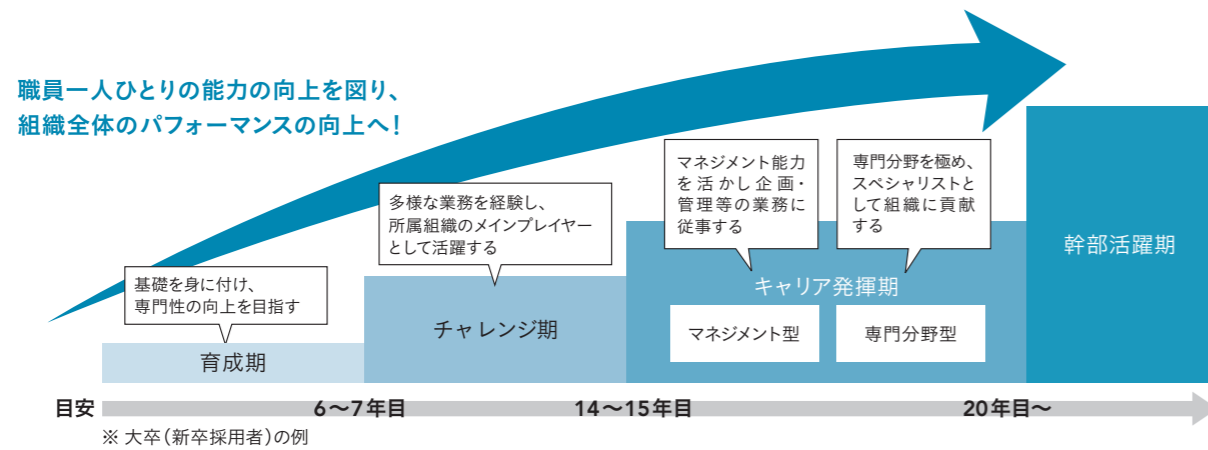 職員一人ひとりの能力の向上を図り、
組織全体のパフォーマンスの向上へ！
基礎を身に付け、
専門性の向上を目指す
育成期
多様な業務を経験し、
所属組織のメインプレイヤー
として活躍する
チャレンジ期
マネジメント能力
を活かし企画・
管理等の業務に
従事する
専門分野を極め、
スペシャリストと
して組織に貢献
する
キャリア発揮期
マネジメント型
専門分野型
幹部活躍期
目安
6〜7年目
14〜15年目
20年目〜
※ 大卒（新卒採用者）の例